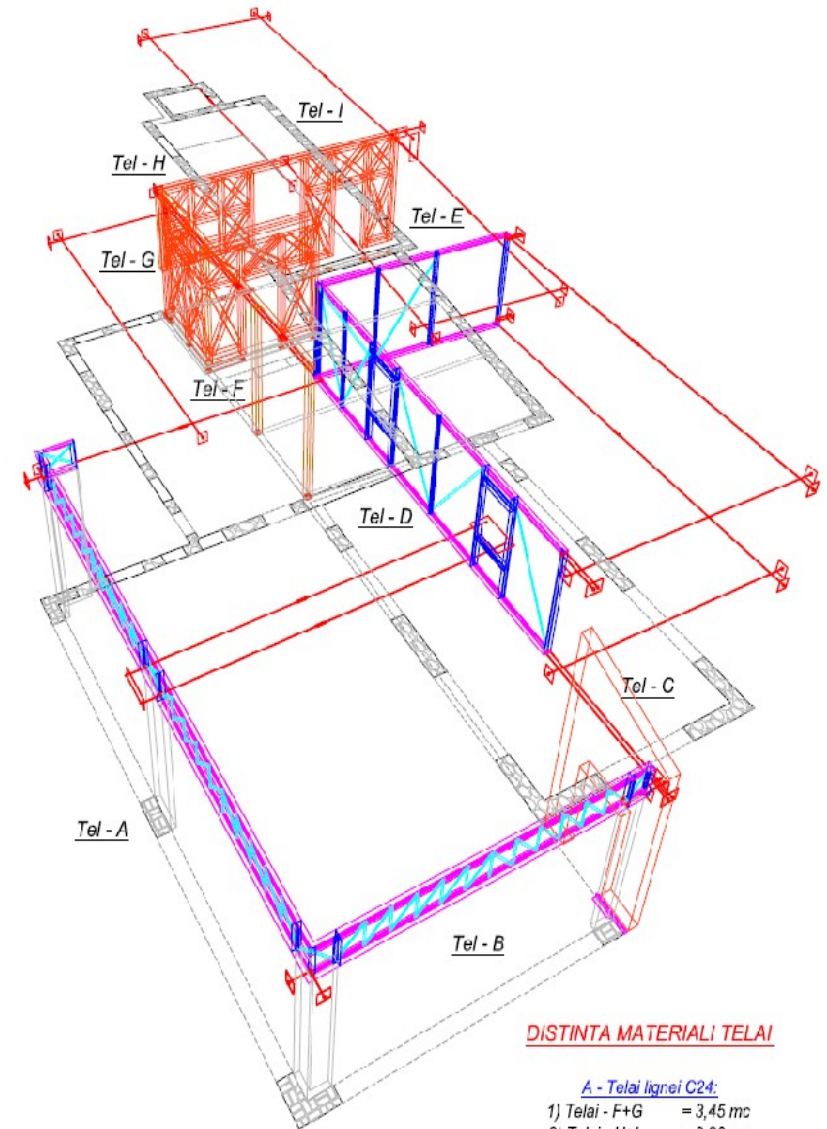 Tel - I
Tel - H
Tel - E
Tel - G
Tel - F
Tel - D
Tel - C
Tel - A
Tel - B
DISTINTA MATERIALI TELAI
A - Telai lignei C24:
1) Telai - F+G = 3,45 mc